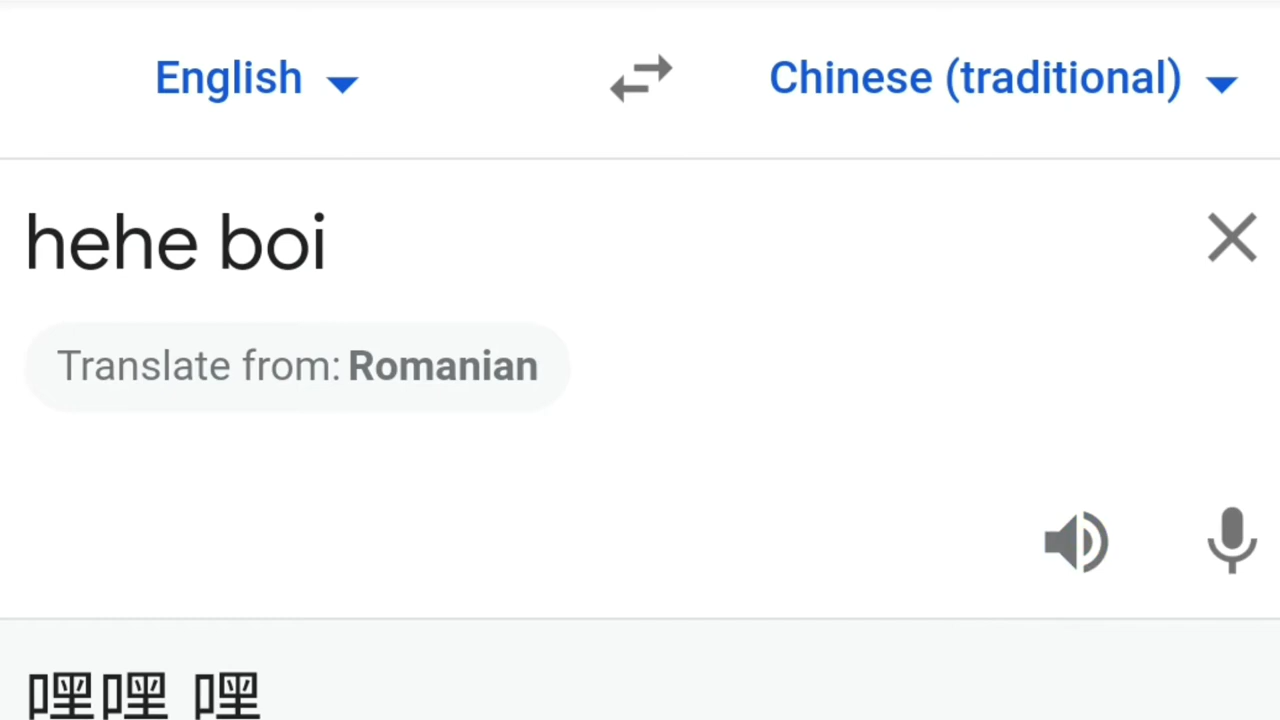 English
Chinese (traditional)
hehe boi
Translate from: Romanian
嘿嘿 嘿